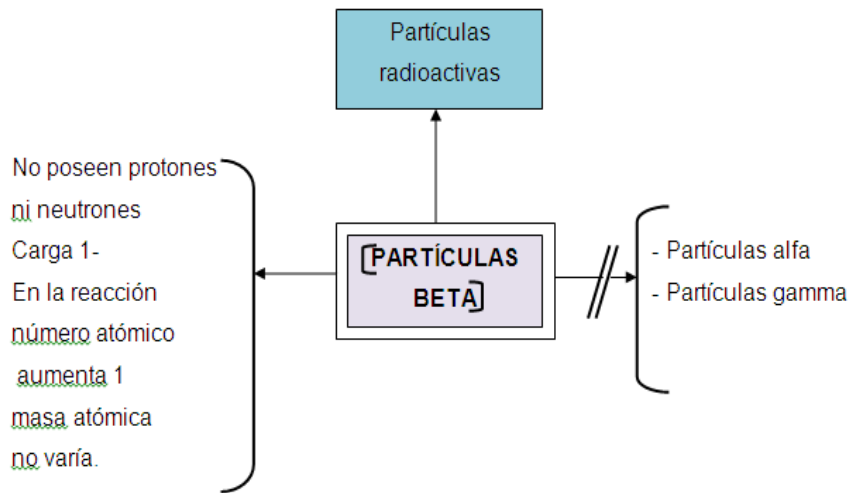 Partículas
radioactivas
No poseen protones
ni neutrones
Carga 1-
En la reacción
número atómico
aumenta 1
masa atómica
no varía.
[PARTÍCULAS
BETA]
- Partículas alfa
- Partículas gamma